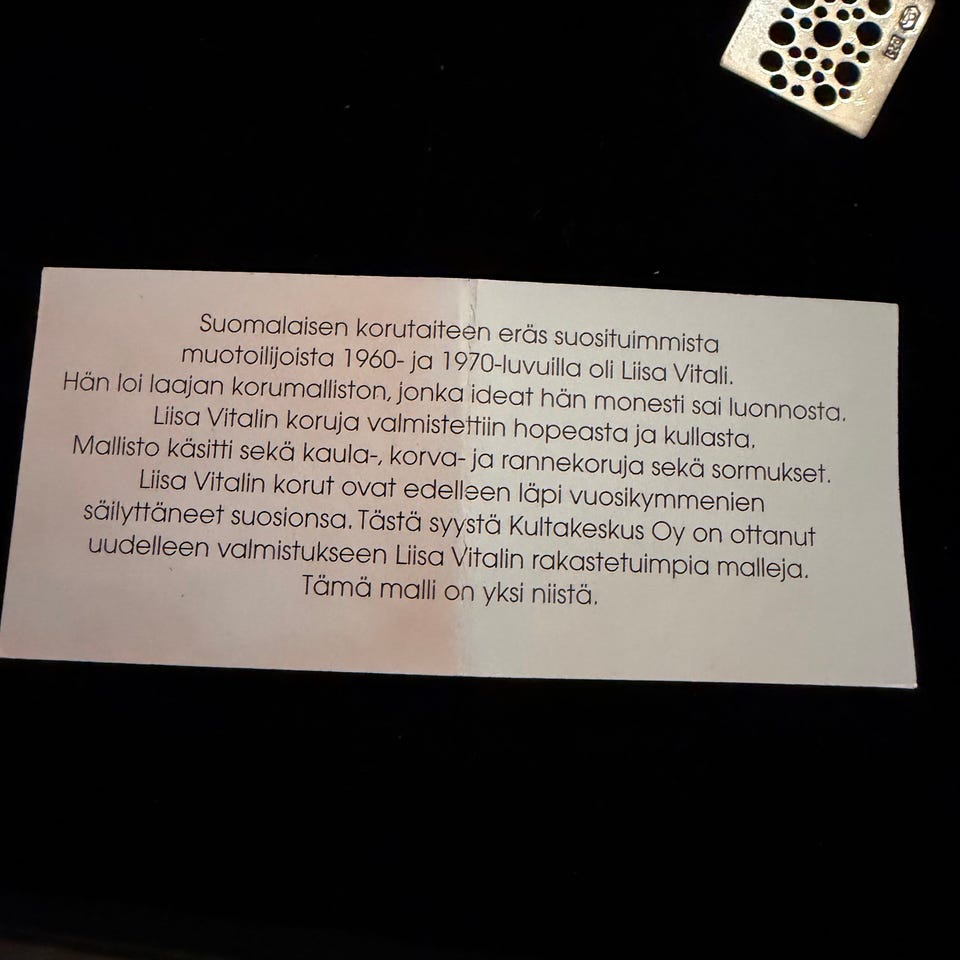 Suomalaisen korutaiteen eräs suosituimmista
muotoilijoista 1960- ja 1970-luvuilla oli Liisa Vitali.
Hän loi laajan korumalliston, jonka ideat hän monesti sai luonnosta.
Liisa Vitalin koruja valmistettiin hopeasta ja kullasta.
Mallisto käsitti sekä kaula-, korva- ja rannekoruja sekä sormukset.
Liisa Vitalin korut ovat edelleen läpi vuosikymmenien
säilyttäneet suosionsa. Tästä syystä Kultakeskus Oy on ottanut
uudelleen valmistukseen Liisa Vitalin rakastetuimpia malleja.
Tämä malli on yksi niistä.